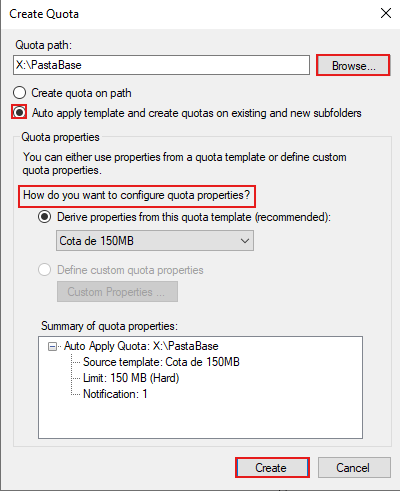 Create Quota
Quota path:
X:\PastaBase
Browse...
Create quota on path
Auto apply template and create quotas on existing and new subfolders
Quota properties
You can either use properties from a quota template or define custom
quota properties.
How do you want to configure quota properties?
Derive properties from this quota template (recommended):
Cota de 150MB
Define custom quota properties
Custom Properties ...
Summary of quota properties:
Auto Apply Quota: X:\PastaBase
Source template: Cota de 150MB
Limit: 150 MB (Hard)
Notification: 1
Create
Cancel